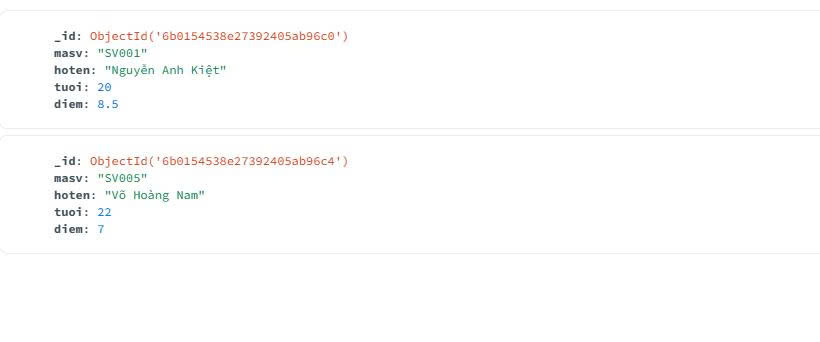 _id: ObjectId('6b0154538e27392405ab96c0')
masv: "SV001"
hoten: "Nguyễn Anh Kiệt"
tuoi: 20
diem: 8.5
_id: ObjectId('6b0154538e27392405ab96c4')
masv: "SV005"
hoten: "Võ Hoàng Nam"
tuoi: 22
diem: 7